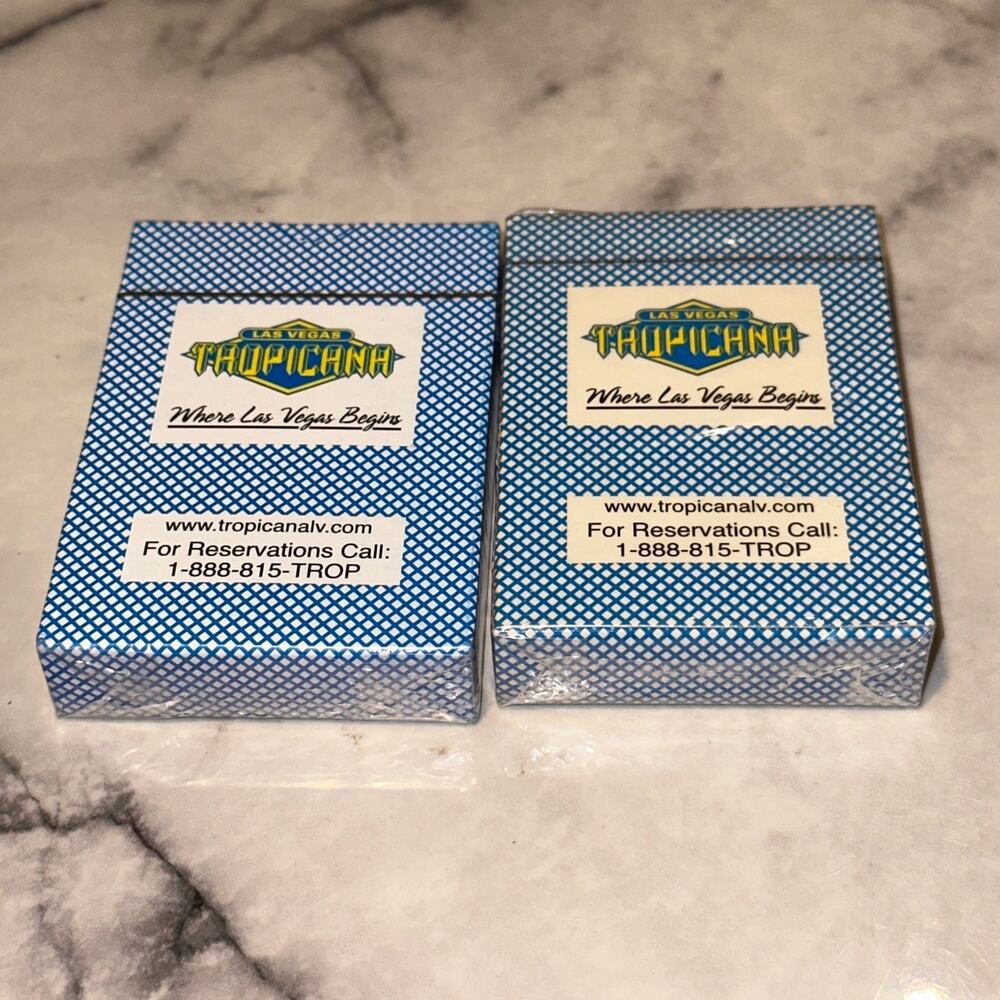 LAS VEGAS
TROPICANA
Where Las Vegas Begins
www.tropicanalv.com
For Reservations Call:
1-888-815-TROP
LAS VEGAS
TROPICANA
Where Las Vegas Begins
www.tropicanalv.com
For Reservations Call:
1-888-815-TROP